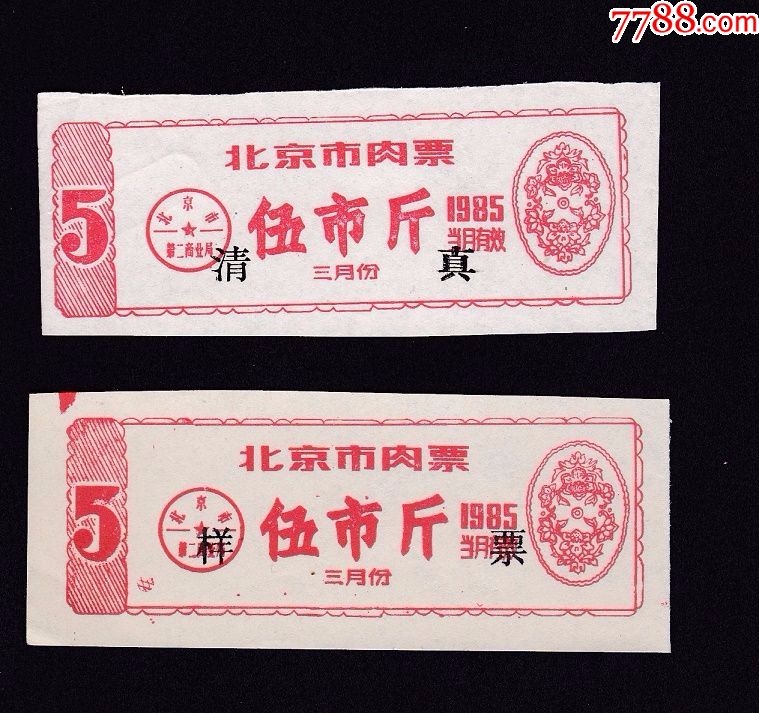 7788.com
北京市肉票
5
北京市
第二商业局
伍市斤
1985
当月有效
清真
三月份
北京市肉票
5
北京市
伍市斤
1985
当月
样票
三月份